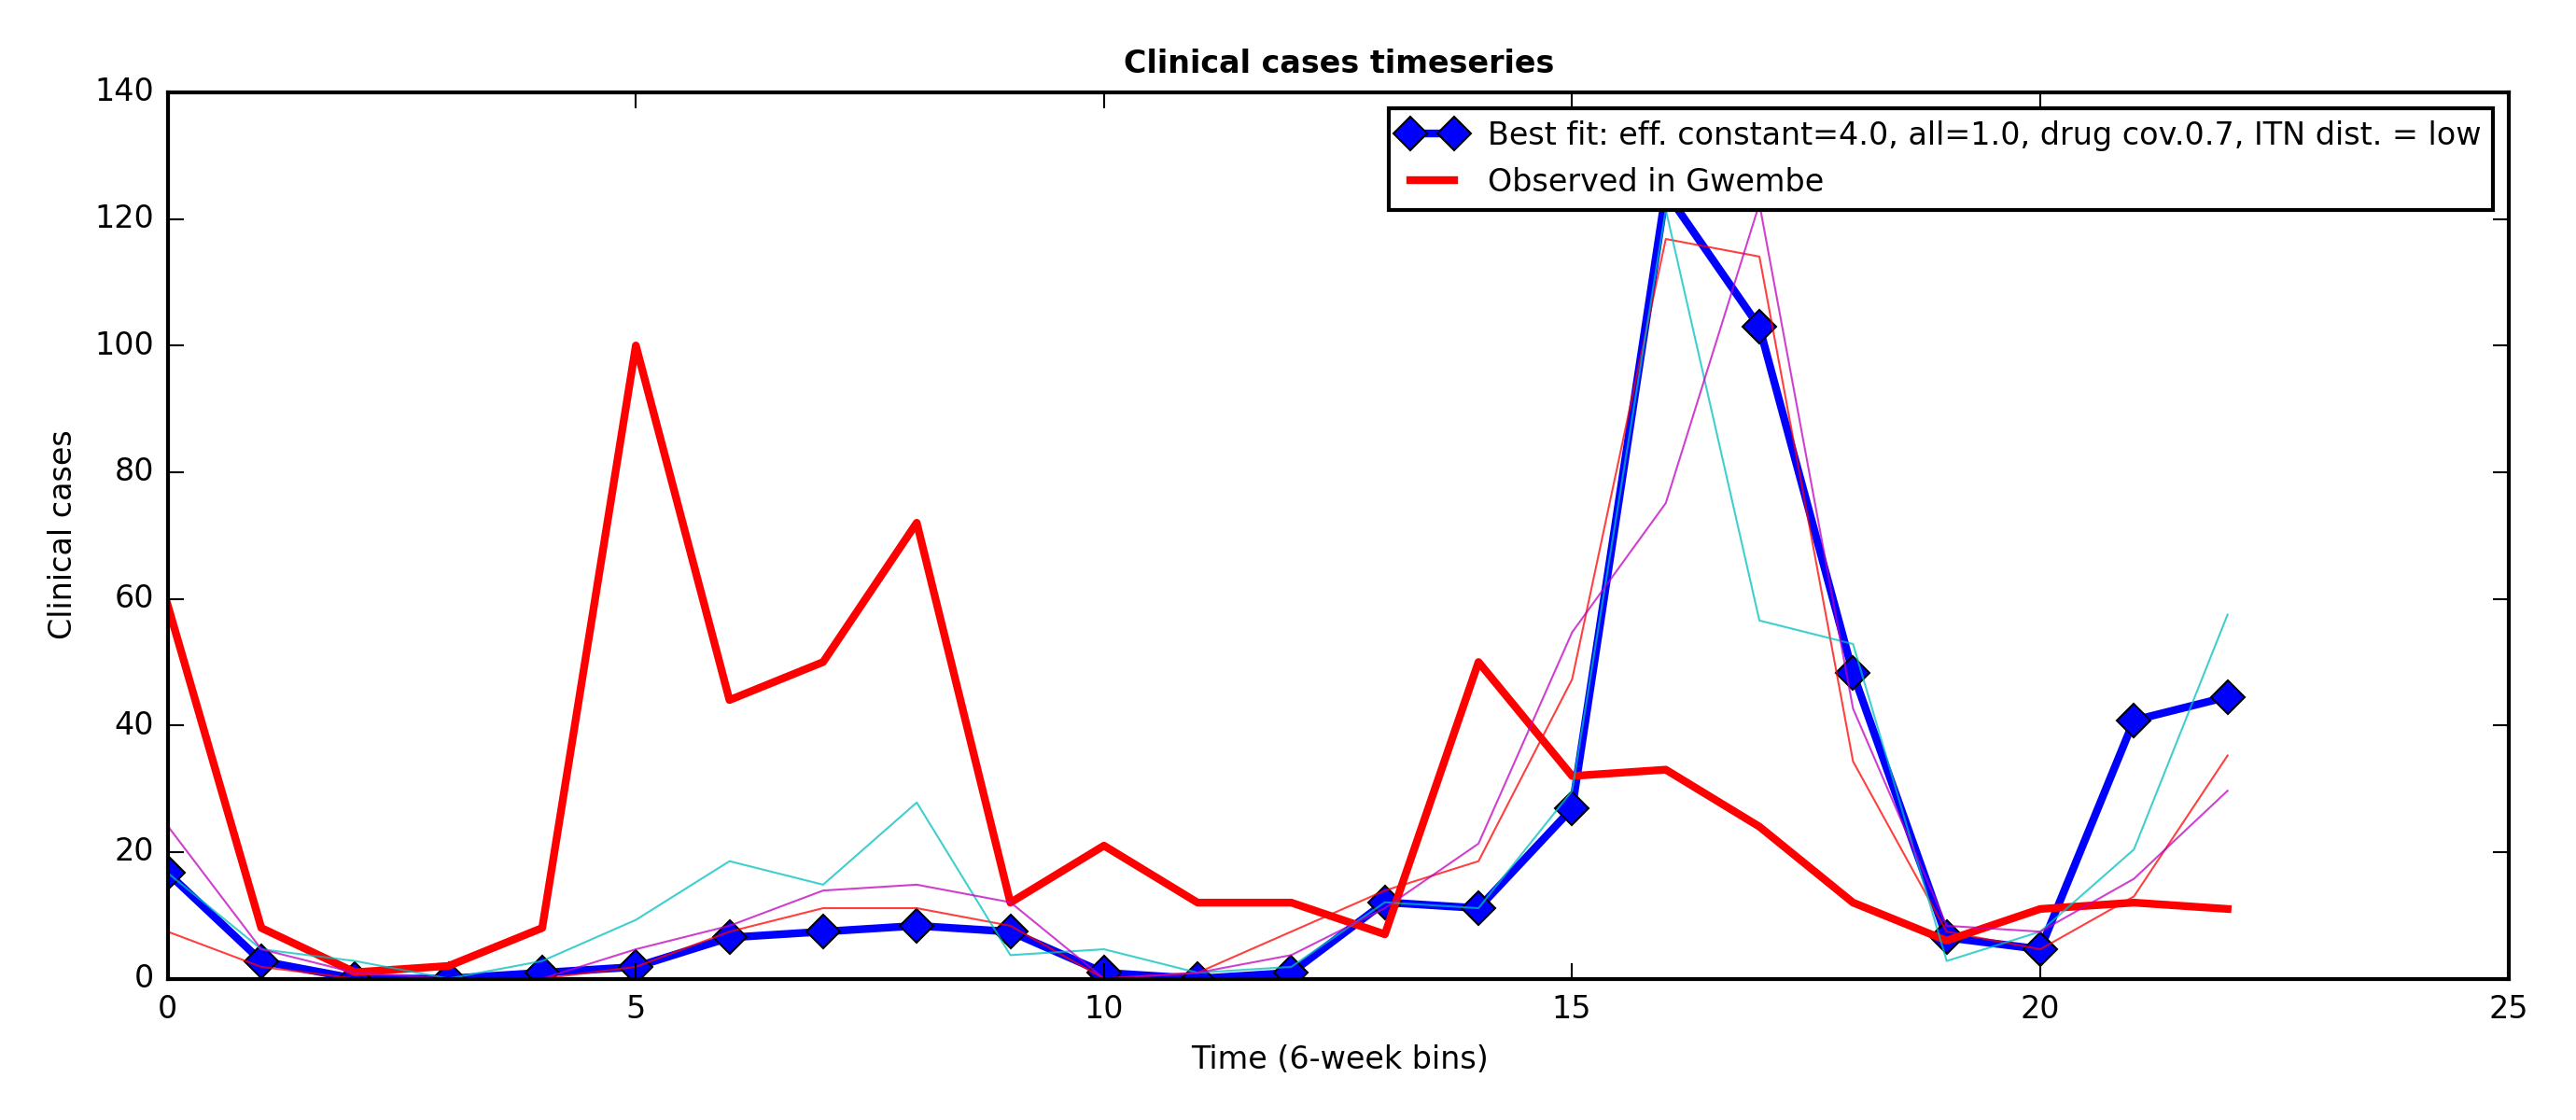 Clinical cases timeseries
140
120
100
80
60
40
20
0
Clinical cases
Best fit: eff. constant=4.0, all=1.0, drug cov.0.7, ITN dist. = low
Observed in Gwembe
0 5 10 15 20 25
Time (6-week bins)